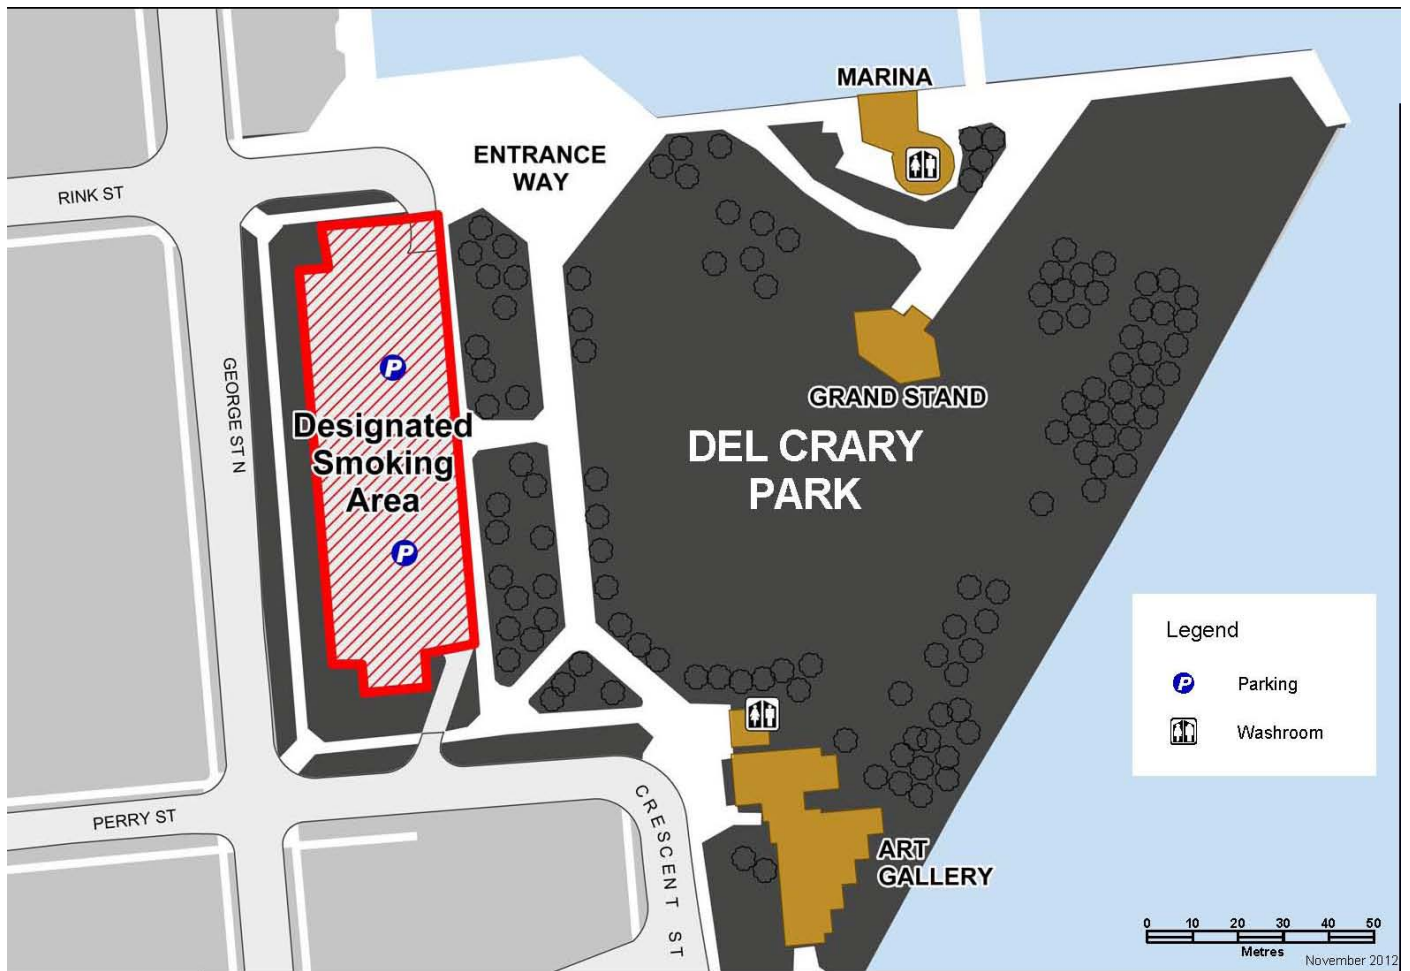 MARINA
ENTRANCE
WAY
RINK ST
GEORGE ST N
P
Designated
Smoking
Area
P
GRAND STAND
DEL CRARY
PARK
Legend
P Parking
Washroom
PERRY ST
CRESCENT ST
ART
GALLERY
0 10 20 30 40 50
Metres
November 2012